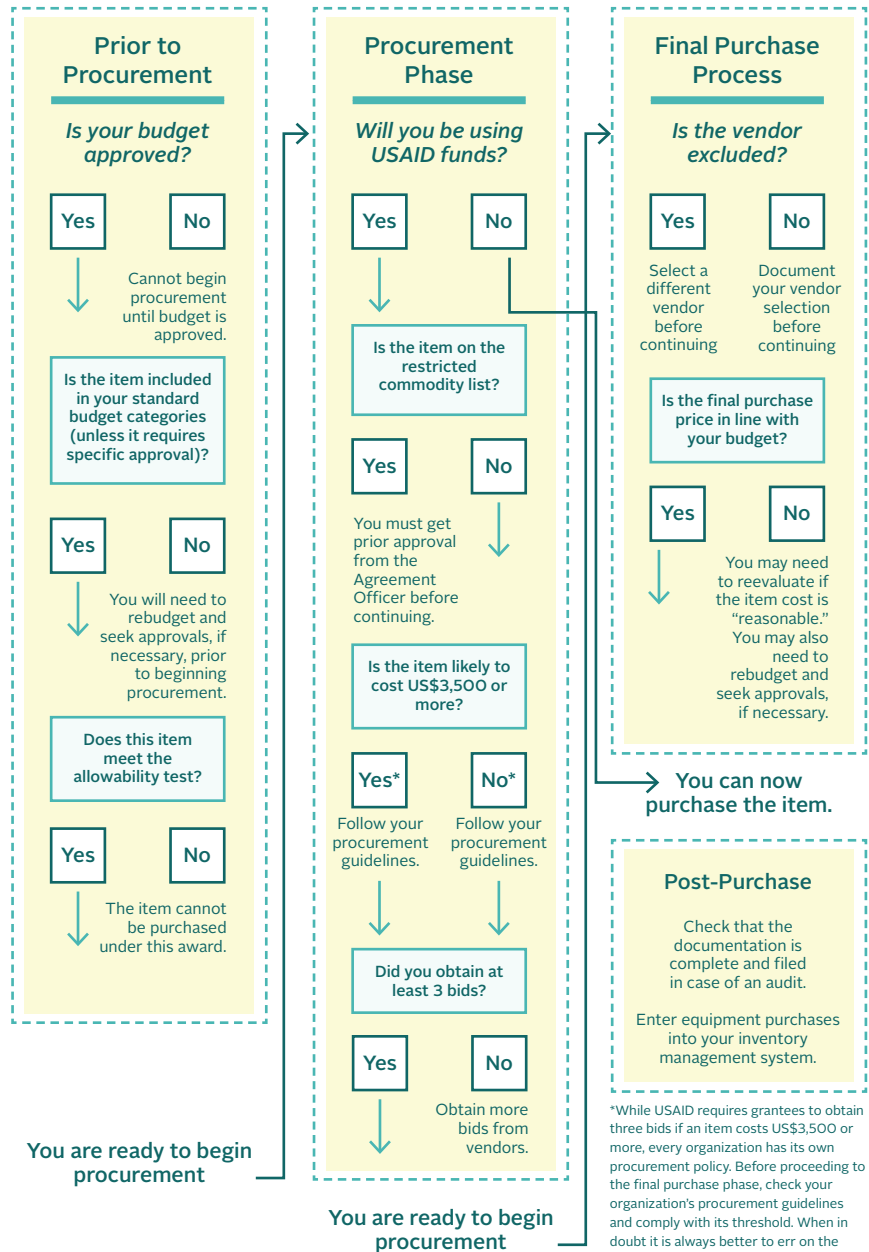 Prior to
Procurement
Is your budget
approved?
Yes
No
Cannot begin
procurement
until budget is
approved.
Is the item included
in your standard
budget categories
(unless it requires
specific approval)?
Yes
No
You will need to
rebudget and
seek approvals, if
necessary, prior
to beginning
procurement.
Does this item
meet the
allowability test?
Yes
No
The item cannot
be purchased
under this award.
You are ready to begin
procurement
Procurement
Phase
Will you be using
USAID funds?
Yes
No
Is the item on the
restricted
commodity list?
Yes
No
You must get
prior approval
from the
Agreement
Officer before
continuing.
Is the item likely to
cost US$3,500 or
more?
Yes*
No*
Follow your
procurement
guidelines.
Follow your
procurement
guidelines.
Did you obtain at
least 3 bids?
Yes
No
Obtain more
bids from
vendors.
You are ready to begin
procurement
Final Purchase
Process
Is the vendor
excluded?
Yes
No
Select a
different
vendor
before
continuing
Document
your vendor
selection
before
continuing
Is the final purchase
price in line with
your budget?
Yes
No
You may need
to reevaluate if
the item cost is
“reasonable.”
You may also
need to
rebudget and
seek approvals,
if necessary.
You can now
purchase the item.
Post-Purchase
Check that the
documentation is
complete and filed
in case of an audit.
Enter equipment purchases
into your inventory
management system.
*While USAID requires grantees to obtain
three bids if an item costs US$3,500 or
more, every organization has its own
procurement policy. Before proceeding to
the final purchase phase, check your
organization’s procurement guidelines
and comply with its threshold. When in
doubt it is always better to err on the